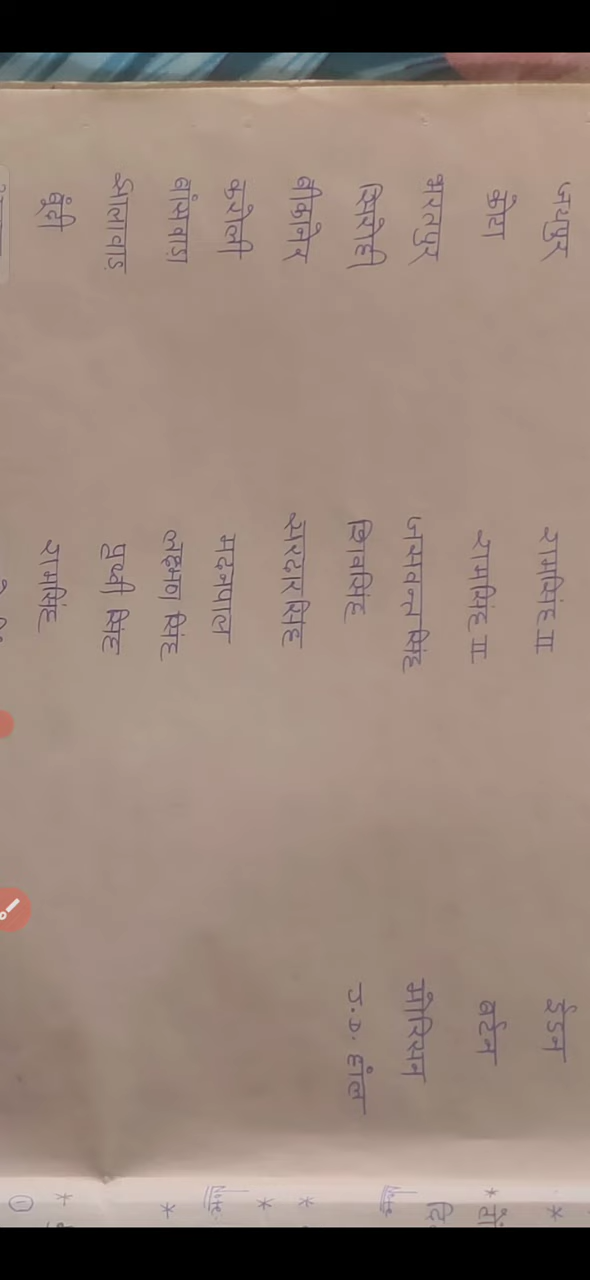 जयपुर रामसिंह II ईडन
कोटा रामसिंह II बर्टन
भरतपुर जसवन्त सिंह मौरिसन
सिरोही शिवसिंह J.D. हॉल
बीकानेर सरदार सिंह
करौली मदनपाल
बांसवाड़ा लक्ष्मण सिंह
झालावाड़ पृथ्वी सिंह
बूंदी रामसिंह